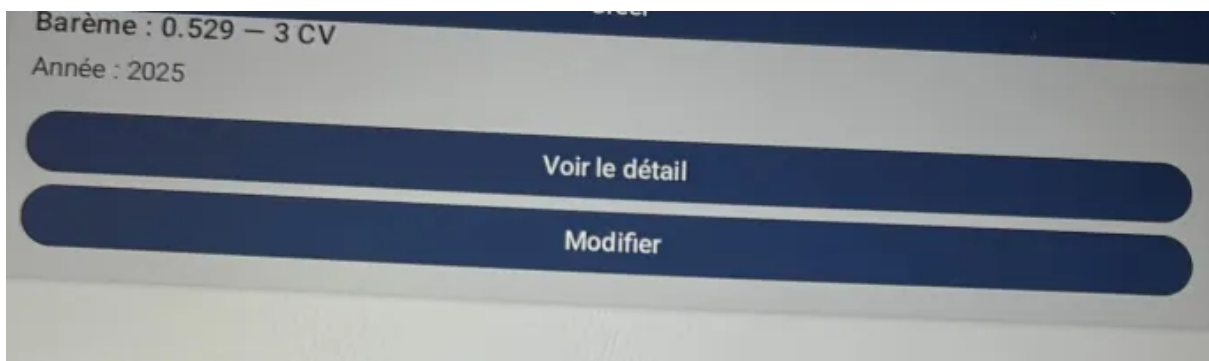 Barème : 0.529 – 3 CV
Année : 2025
Voir le détail
Modifier